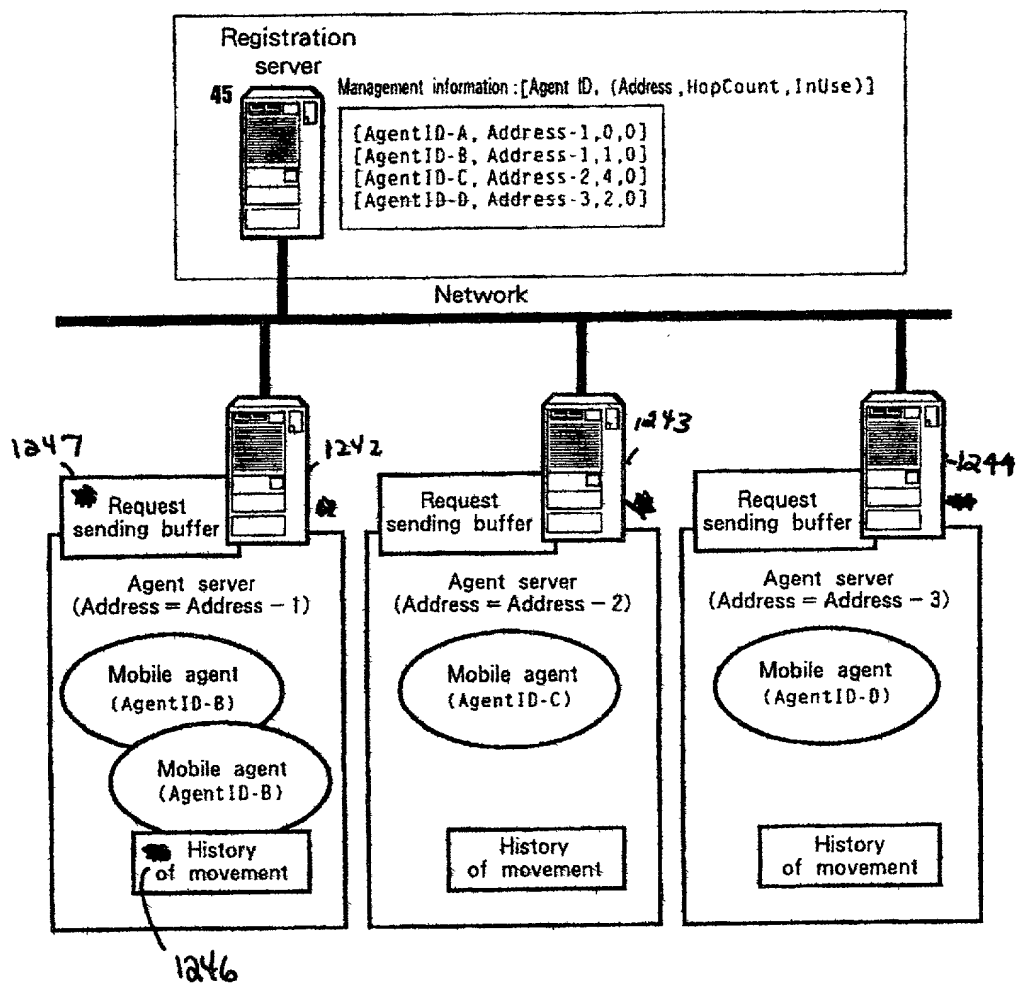 Registration
server
45
Management information :[Agent ID, (Address ,HopCount ,InUse)]
[AgentID-A, Address-1,0,0]
[AgentID-B, Address-1,1,0]
[AgentID-C, Address-2,4,0]
[AgentID-D, Address-3,2,0]
Network
1247
1242
1243
1244
Request
sending buffer
Request
sending buffer
Request
sending buffer
Agent server
(Address = Address - 1)
Agent server
(Address = Address - 2)
Agent server
(Address = Address - 3)
Mobile agent
(AgentID-B)
Mobile agent
(AgentID-C)
Mobile agent
(AgentID-D)
Mobile agent
(AgentID-B)
History
of movement
History
of movement
History
of movement
1246